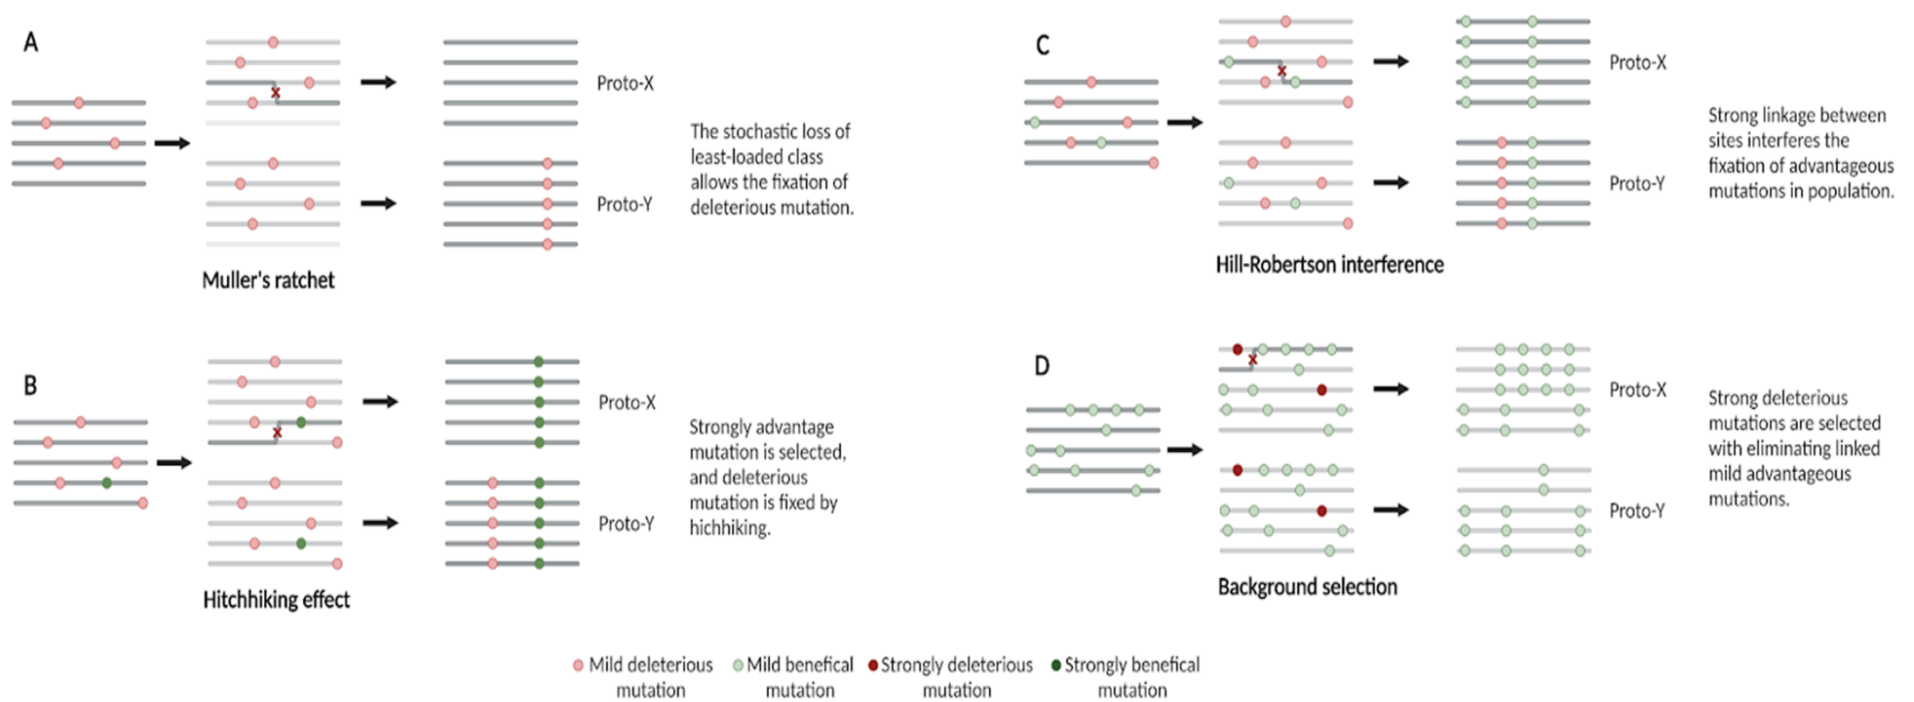 A
Proto-X
Proto-Y
The stochastic loss of
least-loaded class
allows the fixation of
deleterious mutation.
Muller's ratchet
B
Proto-X
Proto-Y
Strongly advantage
mutation is selected,
and deleterious
mutation is fixed by
hichhiking.
Hitchhiking effect
C
Proto-X
Proto-Y
Strong linkage between
sites interferes the
fixation of advantageous
mutations in population.
Hill-Robertson interference
D
Proto-X
Proto-Y
Strong deleterious
mutations are selected
with eliminating linked
mild advantageous
mutations.
Background selection
Mild deleterious
mutation
Mild benefical
mutation
Strongly deleterious
mutation
Strongly benefical
mutation